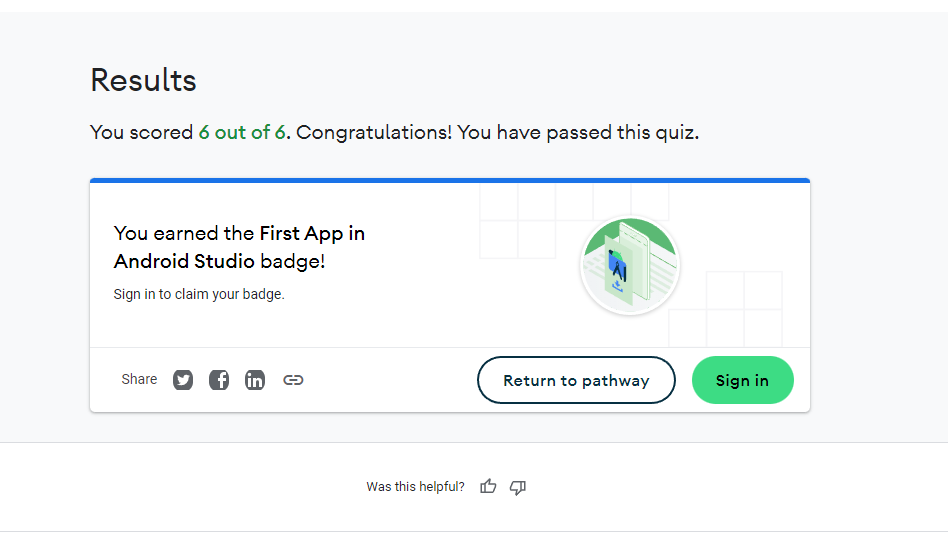 Results
You scored 6 out of 6. Congratulations! You have passed this quiz.
You earned the First App in
Android Studio badge!
Sign in to claim your badge.
Share
Return to pathway
Sign in
Was this helpful?